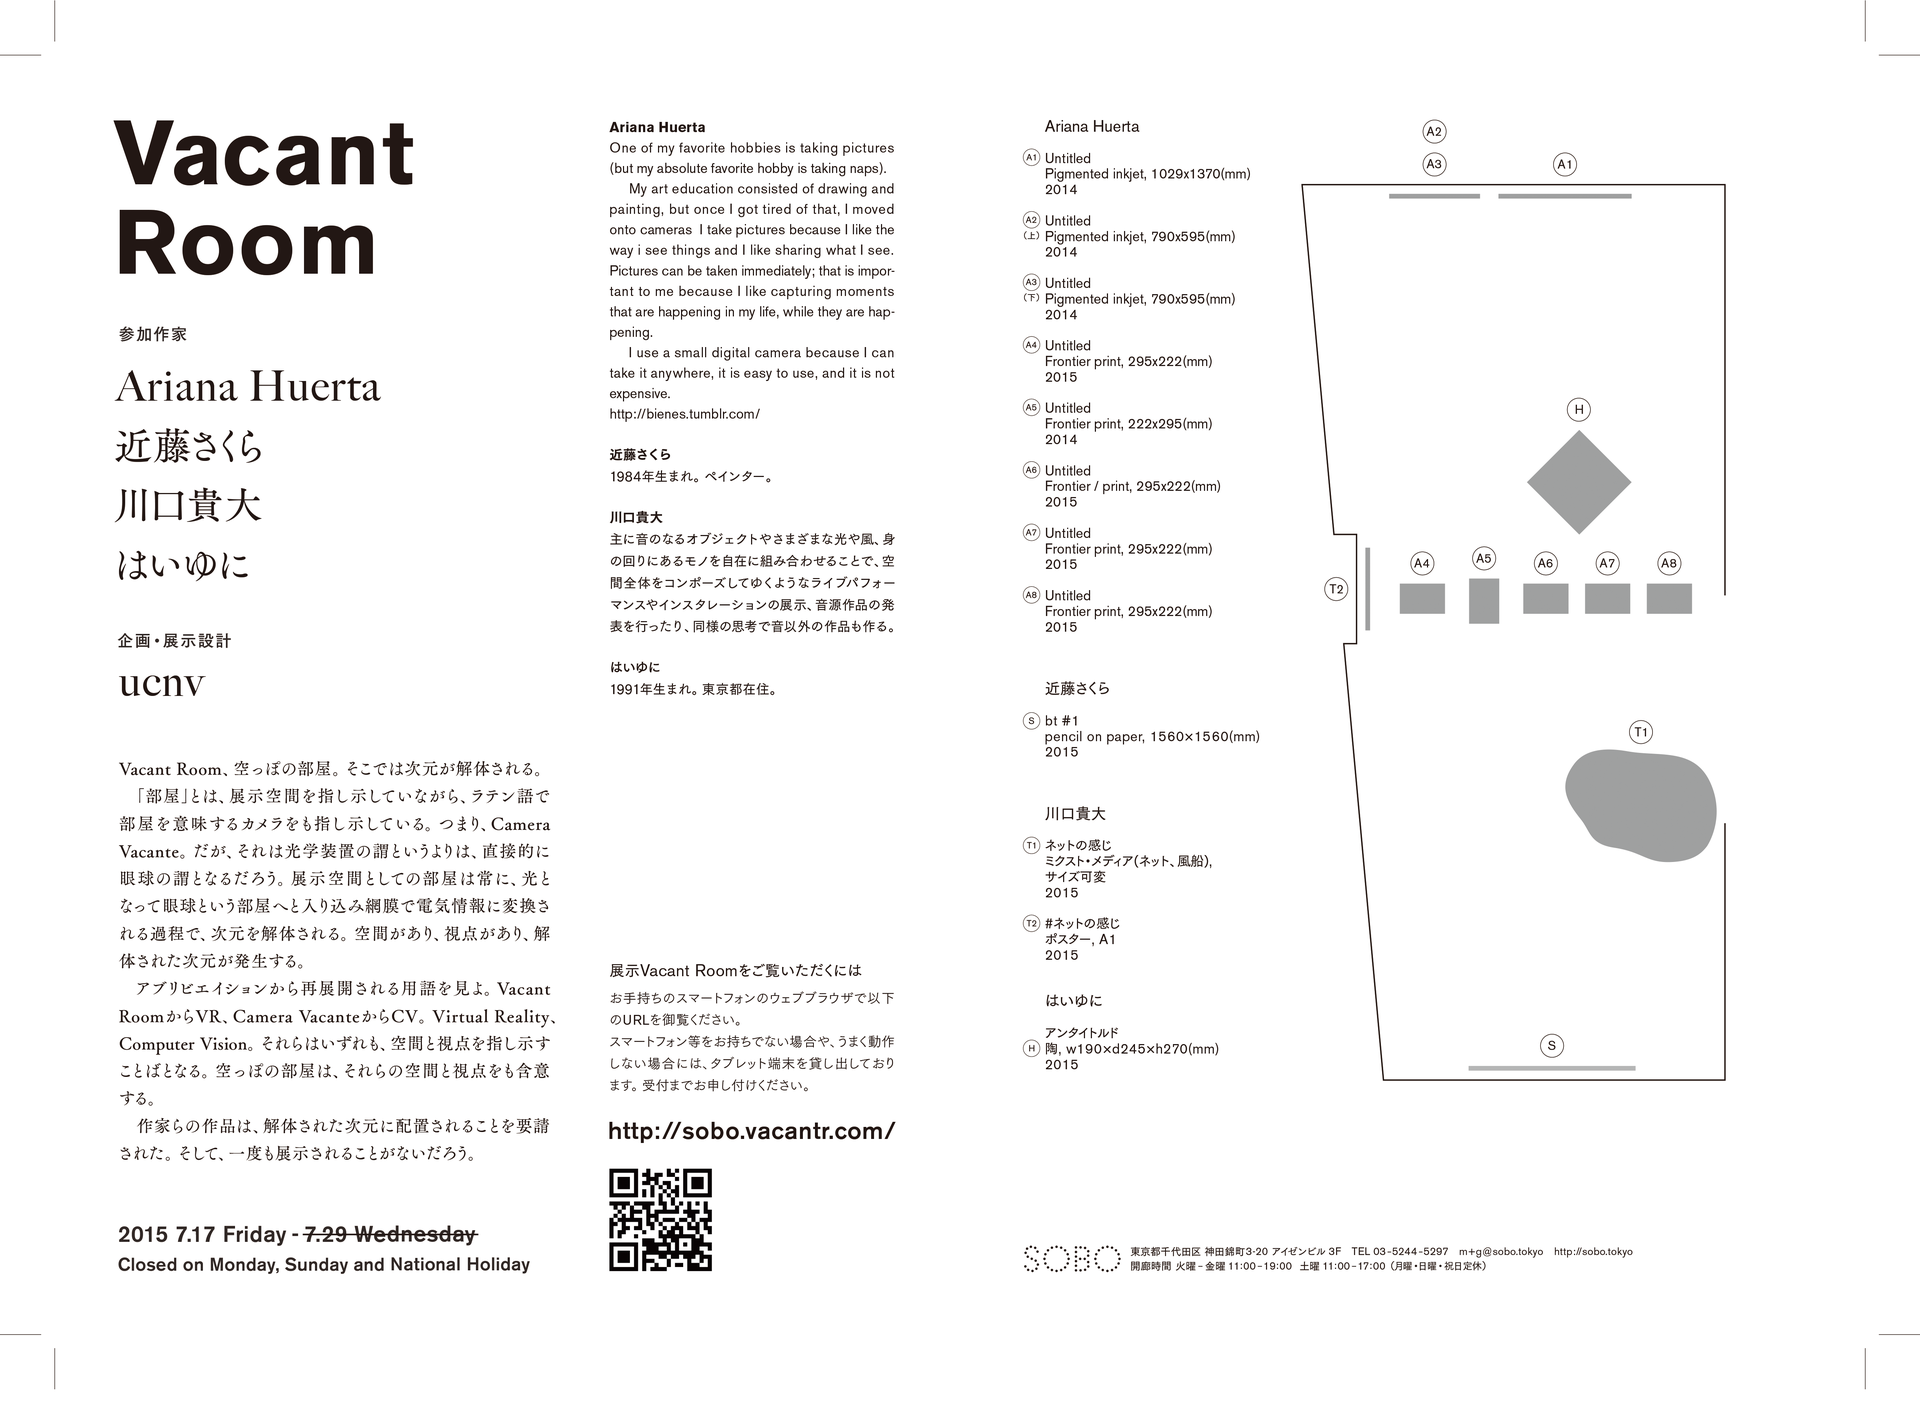 Vacant
Room
参加作家
Ariana Huerta
近藤さくら
川口貴大
はいゆに
企画・展示設計
ucnv
Vacant Room、空っぽの部屋。そこでは次元が解体される。
「部屋」とは、展示空間を指し示していながら、ラテン語で
部屋を意味するカメラをも指し示している。つまり、Camera
Vacante。だが、それは光学装置の謂というよりは、直接的に
眼球の謂となるだろう。展示空間としての部屋は常に、光と
なって眼球という部屋へと入り込み網膜で電気情報に変換さ
れる過程で、次元を解体される。空間があり、視点があり、解
体された次元が発生する。
アブリビエイションから再展開される用語を見よ。Vacant
RoomからVR、Camera VacanteからCV。Virtual Reality、
Computer Vision。それらはいずれも、空間と視点を指し示す
ことばとなる。空っぽの部屋は、それらの空間と視点をも含意
する。
作家らの作品は、解体された次元に配置されることを要請
された。そして、一度も展示されることがないだろう。
2015 7.17 Friday - 7.29 Wednesday
Closed on Monday, Sunday and National Holiday
Ariana Huerta
One of my favorite hobbies is taking pictures
(but my absolute favorite hobby is taking naps).
My art education consisted of drawing and
painting, but once I got tired of that, I moved
onto cameras  I take pictures because I like the
way i see things and I like sharing what I see.
Pictures can be taken immediately; that is impor-
tant to me because I like capturing moments
that are happening in my life, while they are hap-
pening.
I use a small digital camera because I can
take it anywhere, it is easy to use, and it is not
expensive.
http://bienes.tumblr.com/
近藤さくら
1984年生まれ。ペインター。
川口貴大
主に音のなるオブジェクトやさまざまな光や風、身
の回りにあるモノを自在に組み合わせることで、空
間全体をコンポーズしてゆくようなライブパフォー
マンスやインスタレーションの展示、音源作品の発
表を行ったり、同様の思考で音以外の作品も作る。
はいゆに
1991年生まれ。東京都在住。
展示Vacant Roomをご覧いただくには
お手持ちのスマートフォンのウェブブラウザで以下
のURLを御覧ください。
スマートフォン等をお持ちでない場合や、うまく動作
しない場合には、タブレット端末を貸し出しており
ます。受付までお申し付けください。
http://sobo.vacantr.com/
Ariana Huerta
A1 Untitled
Pigmented inkjet, 1029x1370(mm)
2014
A2 Untitled
(上) Pigmented inkjet, 790x595(mm)
2014
A3 Untitled
(下) Pigmented inkjet, 790x595(mm)
2014
A4 Untitled
Frontier print, 295x222(mm)
2015
A5 Untitled
Frontier print, 222x295(mm)
2014
A6 Untitled
Frontier / print, 295x222(mm)
2015
A7 Untitled
Frontier print, 295x222(mm)
2015
A8 Untitled
Frontier print, 295x222(mm)
2015
近藤さくら
S bt #1
pencil on paper, 1560×1560(mm)
2015
川口貴大
T1 ネットの感じ
ミクスト・メディア(ネット、風船),
サイズ可変
2015
T2 #ネットの感じ
ポスター, A1
2015
はいゆに
アンタイトルド
H 陶, w190×d245×h270(mm)
2015
A2
A3
A1
H
A4
A5
A6
A7
A8
T2
T1
S
SOBO
東京都千代田区 神田錦町3-20 アイゼンビル 3F TEL 03-5244-5297 m+g@sobo.tokyo http://sobo.tokyo
開廊時間 火曜-金曜 11:00-19:00 土曜 11:00-17:00 (月曜・日曜・祝日定休)